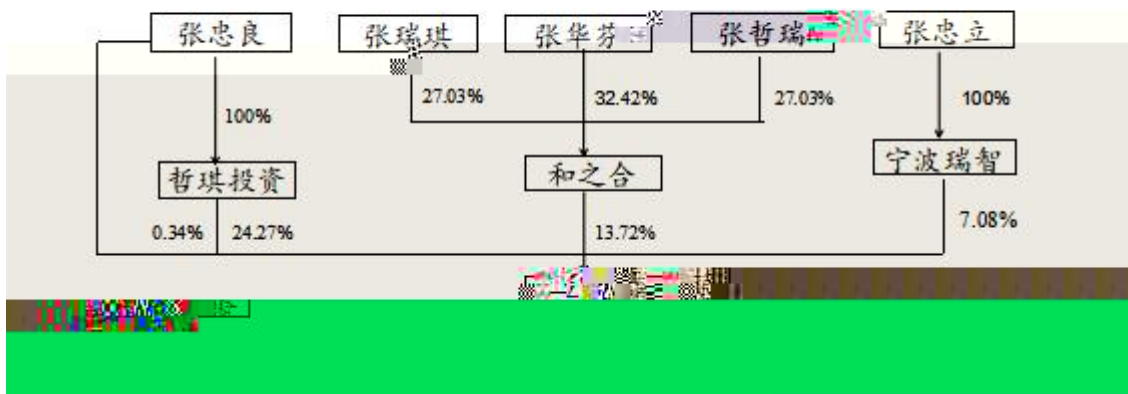 张忠良 张瑞琪 张华芬 张哲瑞 张忠立
27.03% 32.42% 27.03% 100%
100%
哲琪投资 和之合 宁波瑞智
0.34% 24.27% 13.72% 7.08%